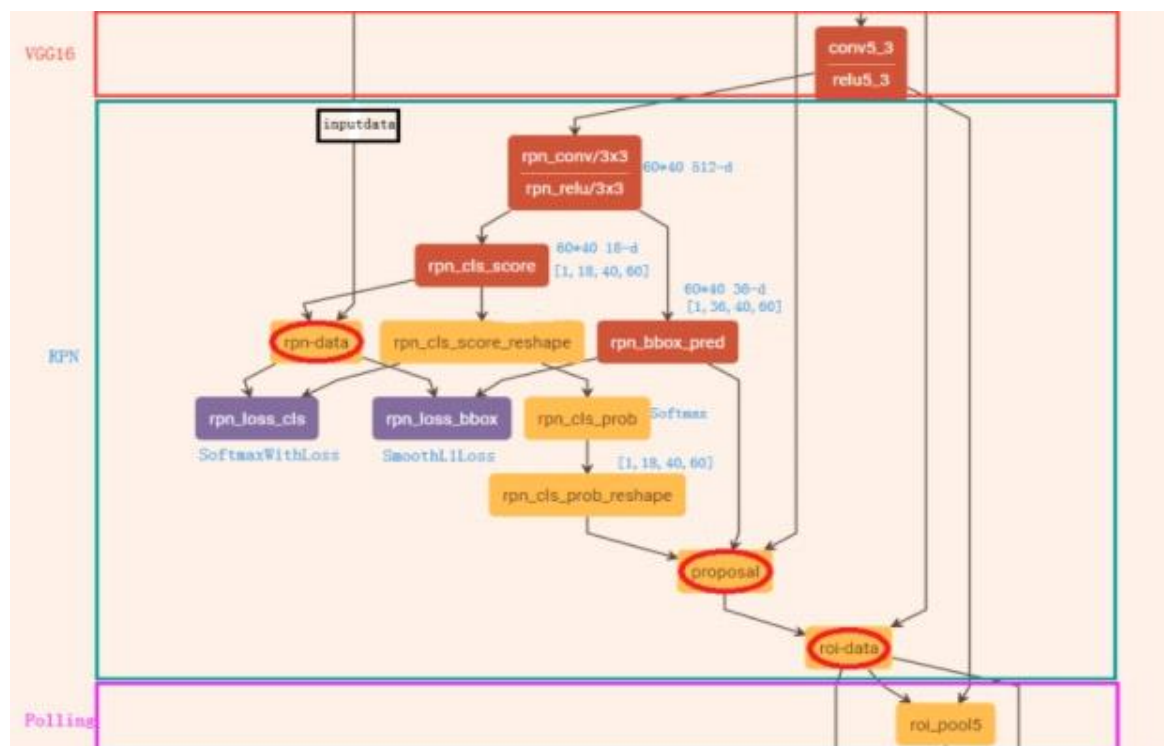 VGG16
conv5_3
relu5_3
inputdata
rpn_conv/3x3
rpn_relu/3x3
60*40 512-d
rpn_cls_score
60*40 18-d
[1, 18, 40, 60]
60*40 36-d
[1, 36, 40, 60]
RPN
rpn-data
rpn_cls_score_reshape
rpn_bbox_pred
rpn_loss_cls
rpn_loss_bbox
rpn_cls_prob
Softmax
SoftmaxWithLoss
SmoothL1Loss
[1, 18, 40, 60]
rpn_cls_prob_reshape
proposal
roi-data
Polling
roi_pool5